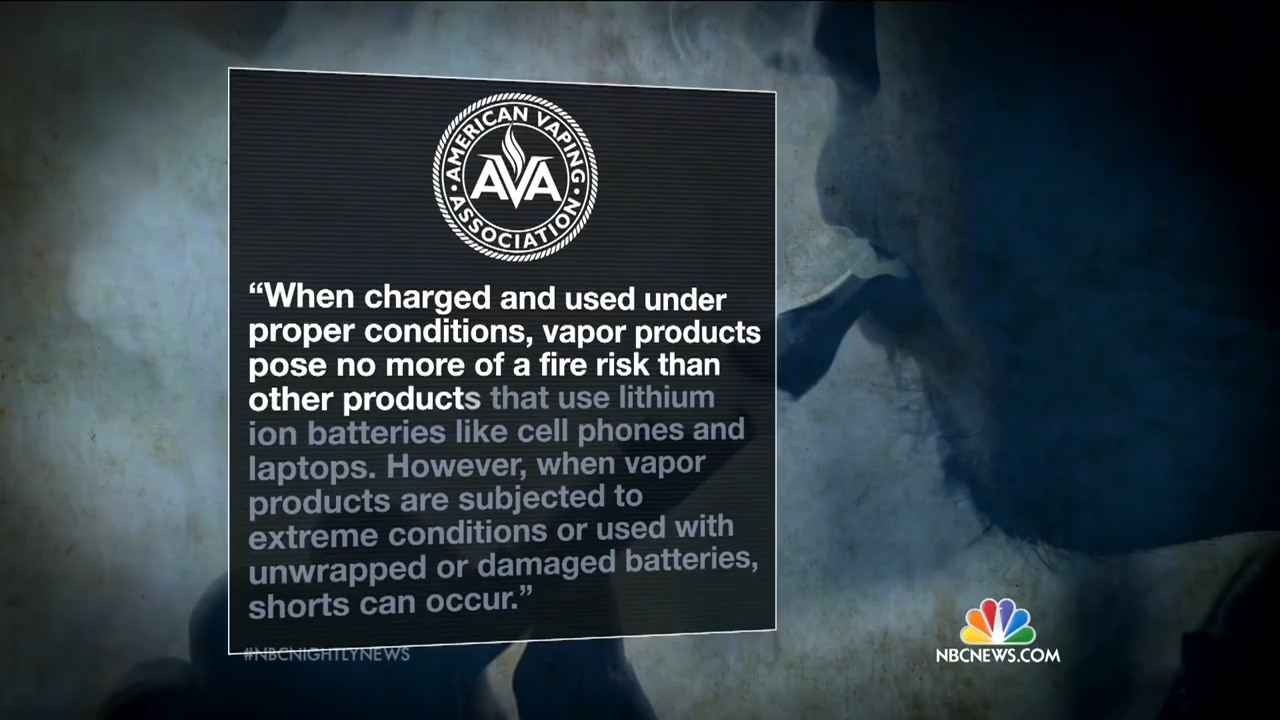 AMERICAN VAPING
AVA
ASSOCIATION
“When charged and used under
proper conditions, vapor products
pose no more of a fire risk than
other products that use lithium
ion batteries like cell phones and
laptops. However, when vapor
products are subjected to
extreme conditions or used with
unwrapped or damaged batteries,
shorts can occur.”
#NBCNIGHTLYNEWS
NBCNEWS.COM